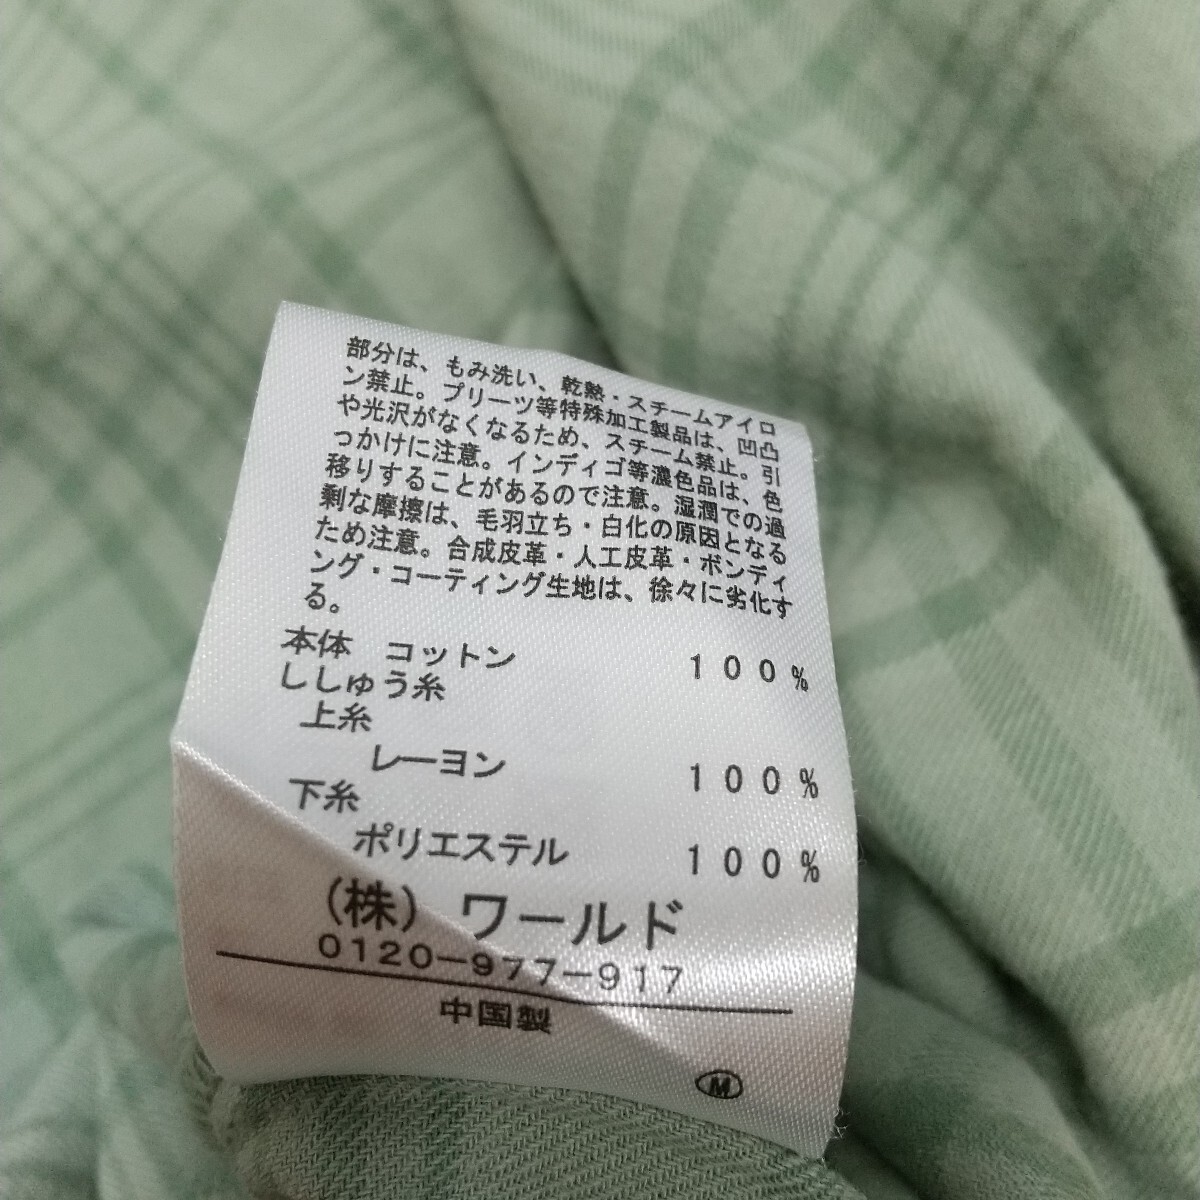 部分は、もみ洗い、乾熱・スチームアイロ
ン禁止。プリーツ等特殊加工製品は、凹凸
や光沢がなくなるため、スチーム禁止。引
っかけに注意。インディゴ等濃色品は、色
移りすることがあるので注意。湿潤での過
剰な摩擦は、毛羽立ち・白化の原因となる
ため注意。合成皮革・人工皮革・ボンディ
ング・コーティング生地は、徐々に劣化す
る。
本体 コットン 100%
ししゅう糸
上糸
レーヨン 100%
下糸
ポリエステル 100%
(株) ワールド
0120-977-917
中国製
M